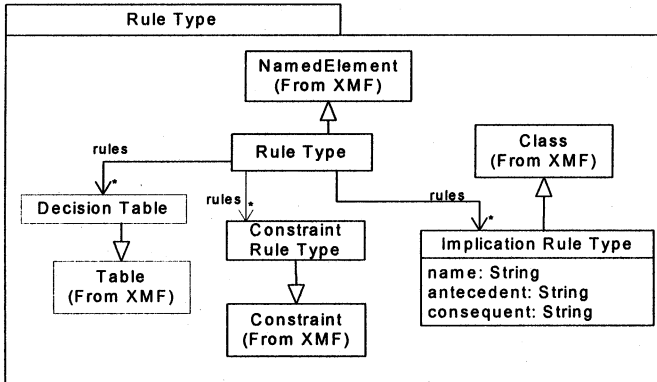 Rule Type
NamedElement
(From XMF)
Rule Type
Class
(From XMF)
rules
*
rules
*
rules
*
Decision Table
Constraint
Rule Type
Implication Rule Type
name: String
antecedent: String
consequent: String
Table
(From XMF)
Constraint
(From XMF)